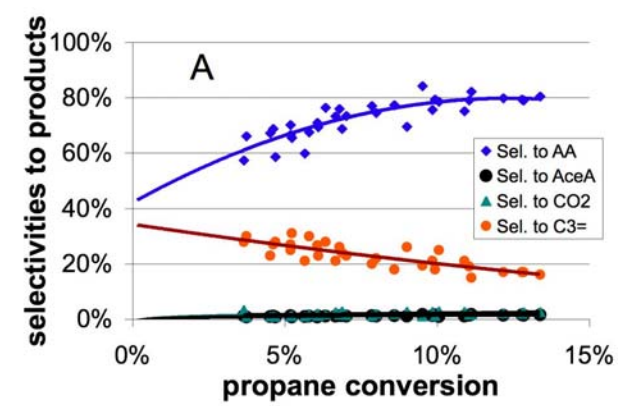 selectivities to products
100%
80%
60%
40%
20%
0%
A
Sel. to AA
Sel. to AceA
Sel. to CO2
Sel. to C3=
0%
5%
10%
15%
propane conversion